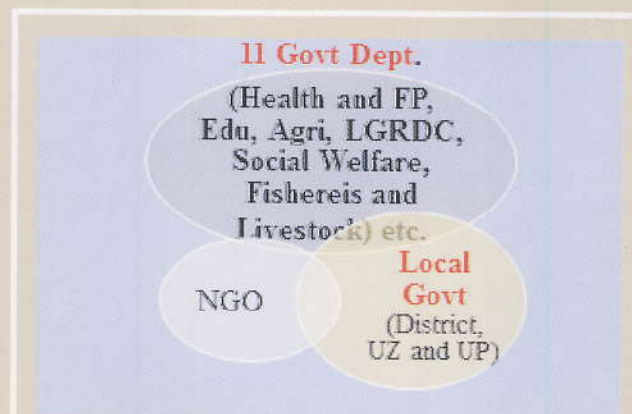 11 Govt Dept.
(Health and FP,
Edu, Agri, LGRDC,
Social Welfare,
Fishereis and
Livestock) etc.
NGO
Local
Govt
(District,
UZ and UP)